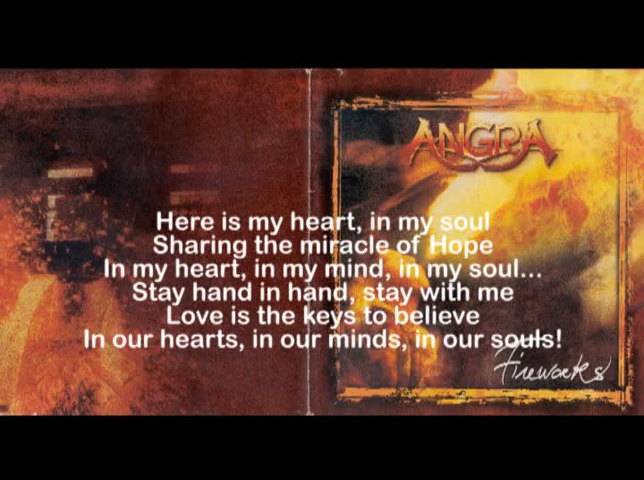 ANGRA
Here is my heart, in my soul
Sharing the miracle of Hope
In my heart, in my mind, in my soul...
Stay hand in hand, stay with me
Love is the keys to believe
In our hearts, in our minds, in our souls!
Fireworks